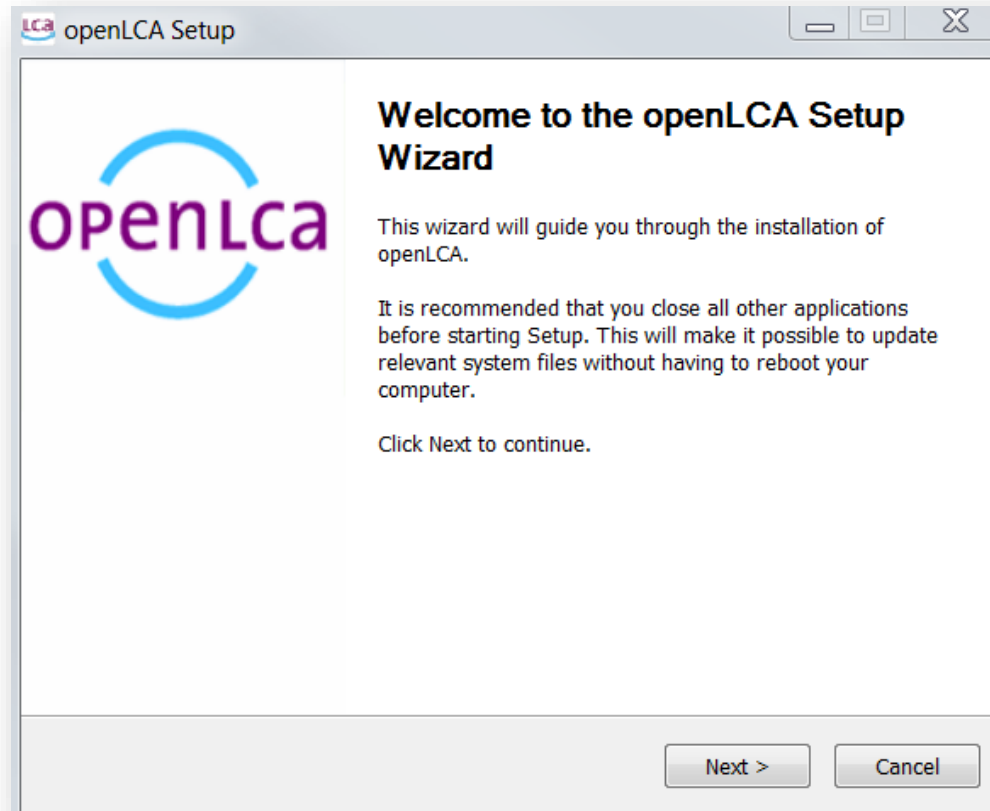 LCA openLCA Setup
Welcome to the openLCA Setup
Wizard
openLca
This wizard will guide you through the installation of
openLCA.
It is recommended that you close all other applications
before starting Setup. This will make it possible to update
relevant system files without having to reboot your
computer.
Click Next to continue.
Next >
Cancel